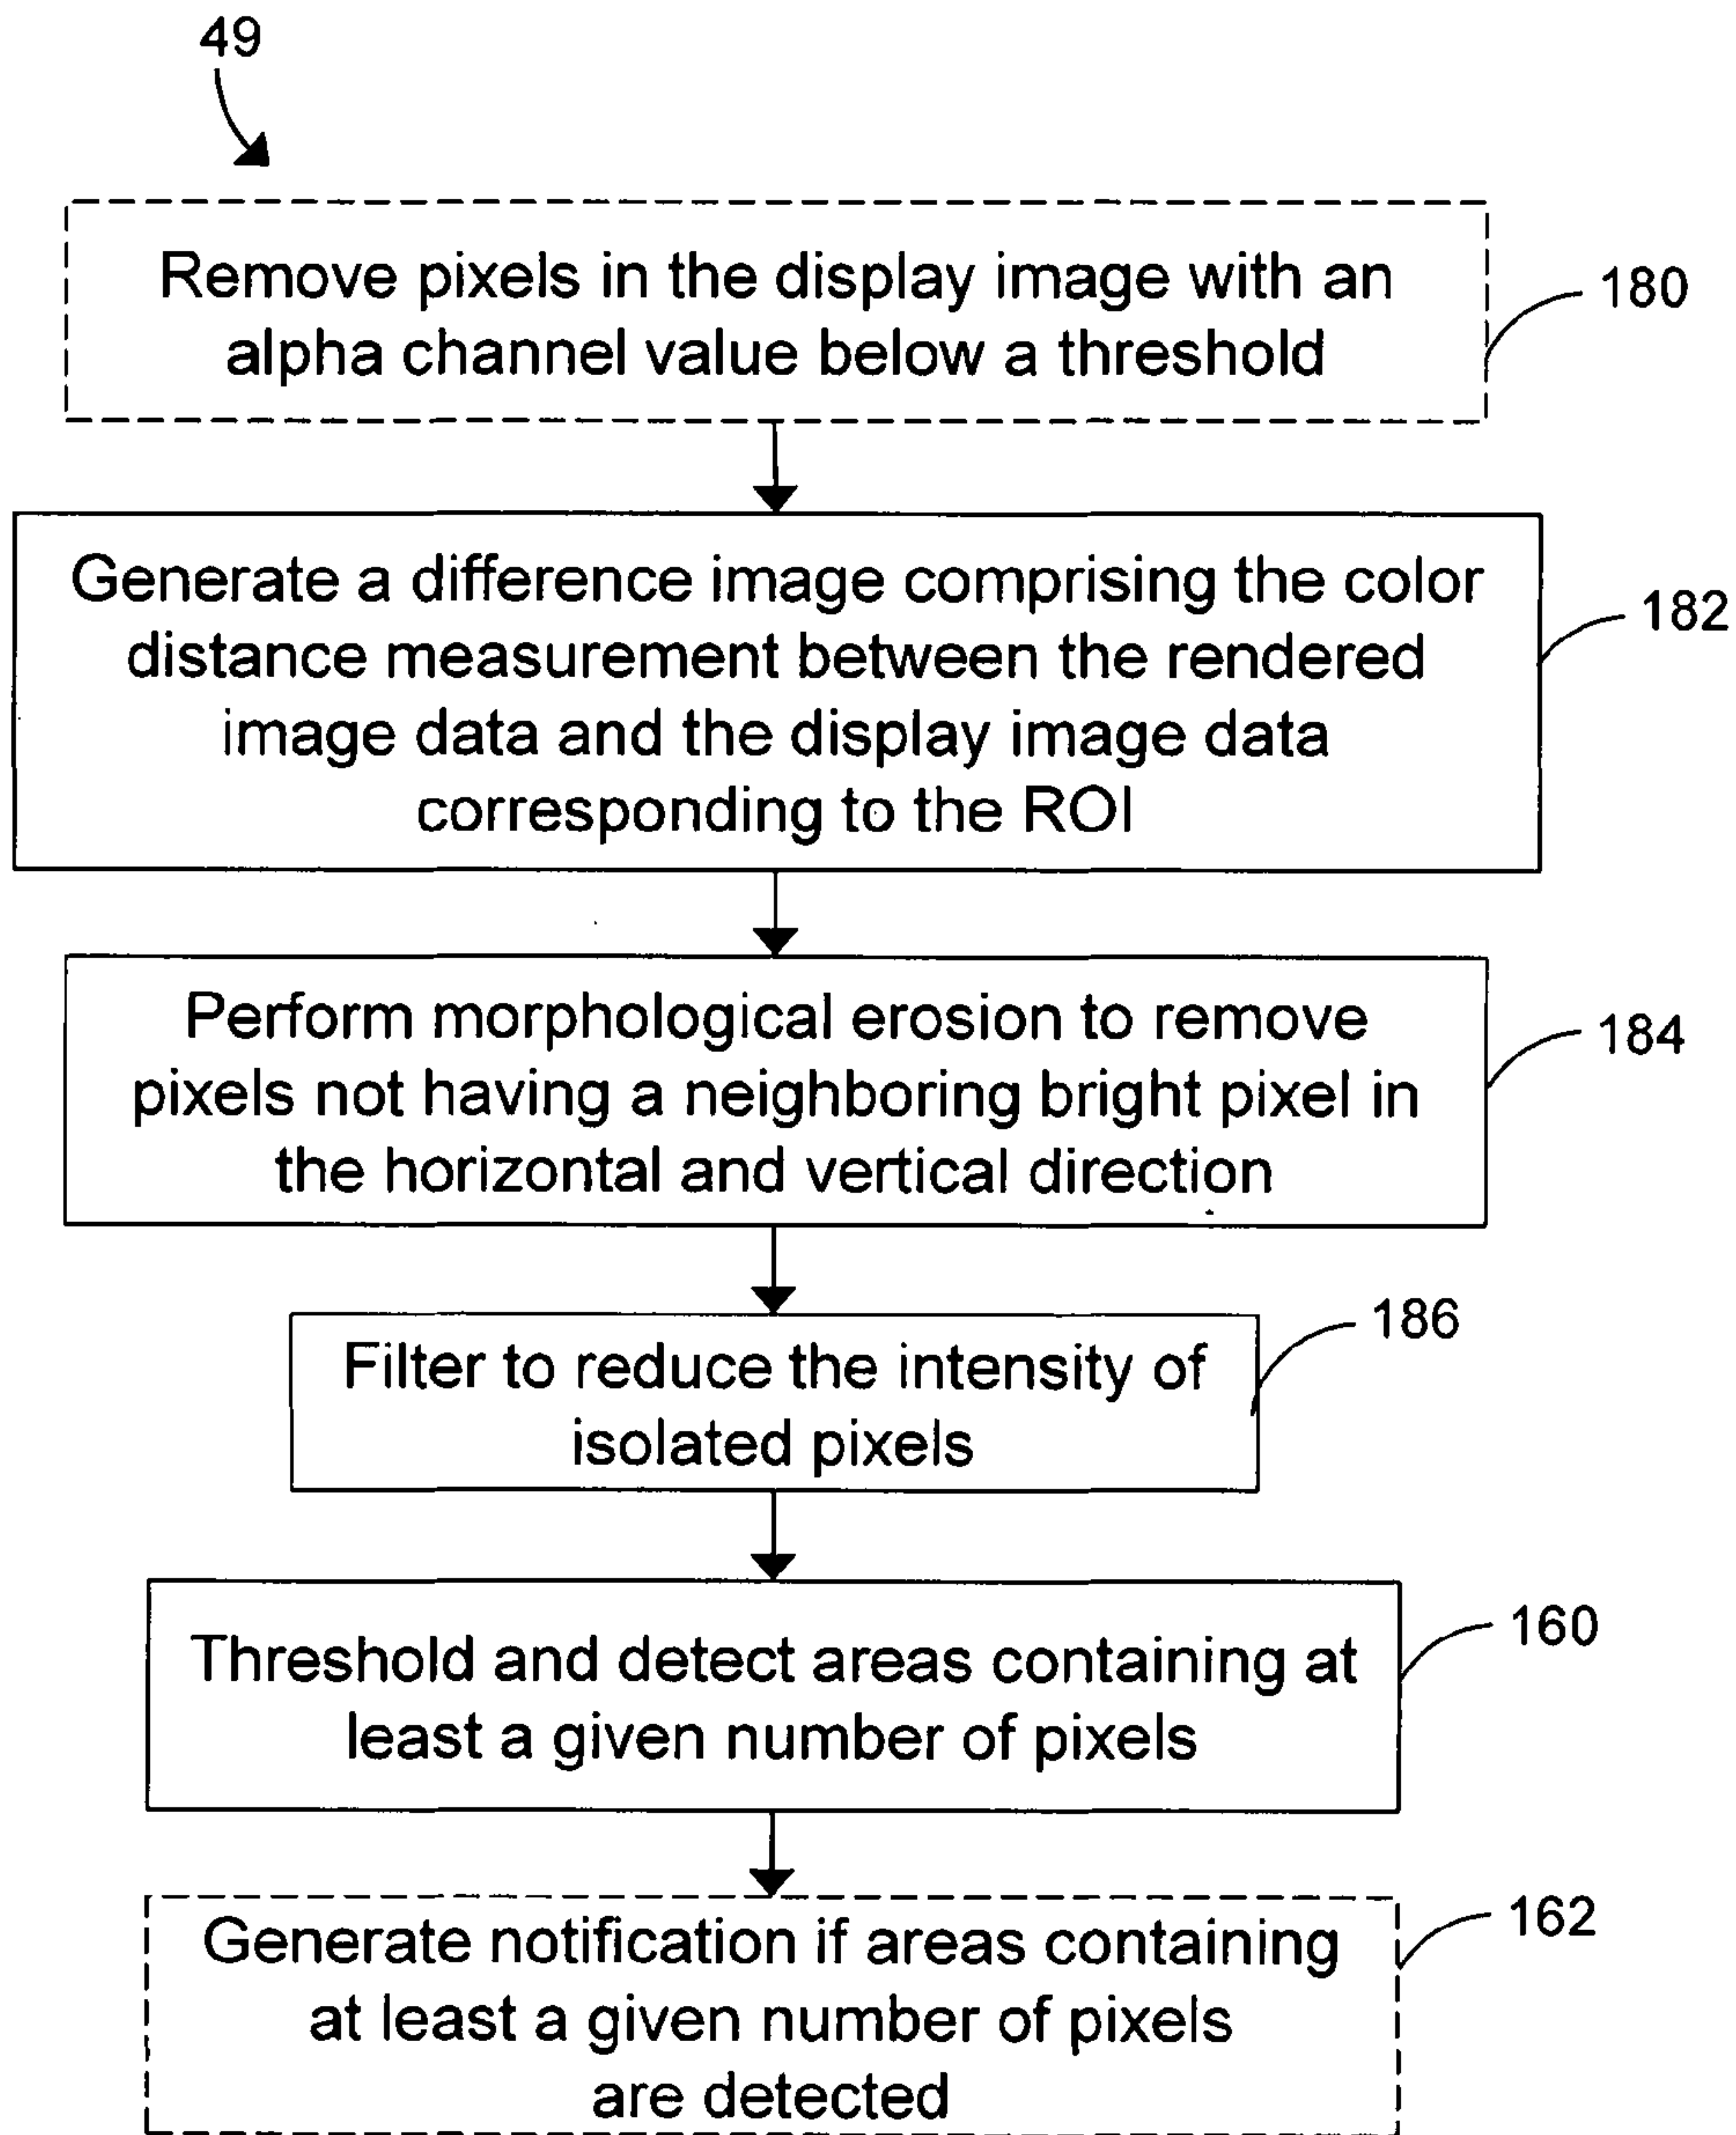 49
Remove pixels in the display image with an
alpha channel value below a threshold
180
Generate a difference image comprising the color
distance measurement between the rendered
image data and the display image data
corresponding to the ROI
182
Perform morphological erosion to remove
pixels not having a neighboring bright pixel in
the horizontal and vertical direction
184
Filter to reduce the intensity of
isolated pixels
186
Threshold and detect areas containing at
least a given number of pixels
160
Generate notification if areas containing
at least a given number of pixels
are detected
162